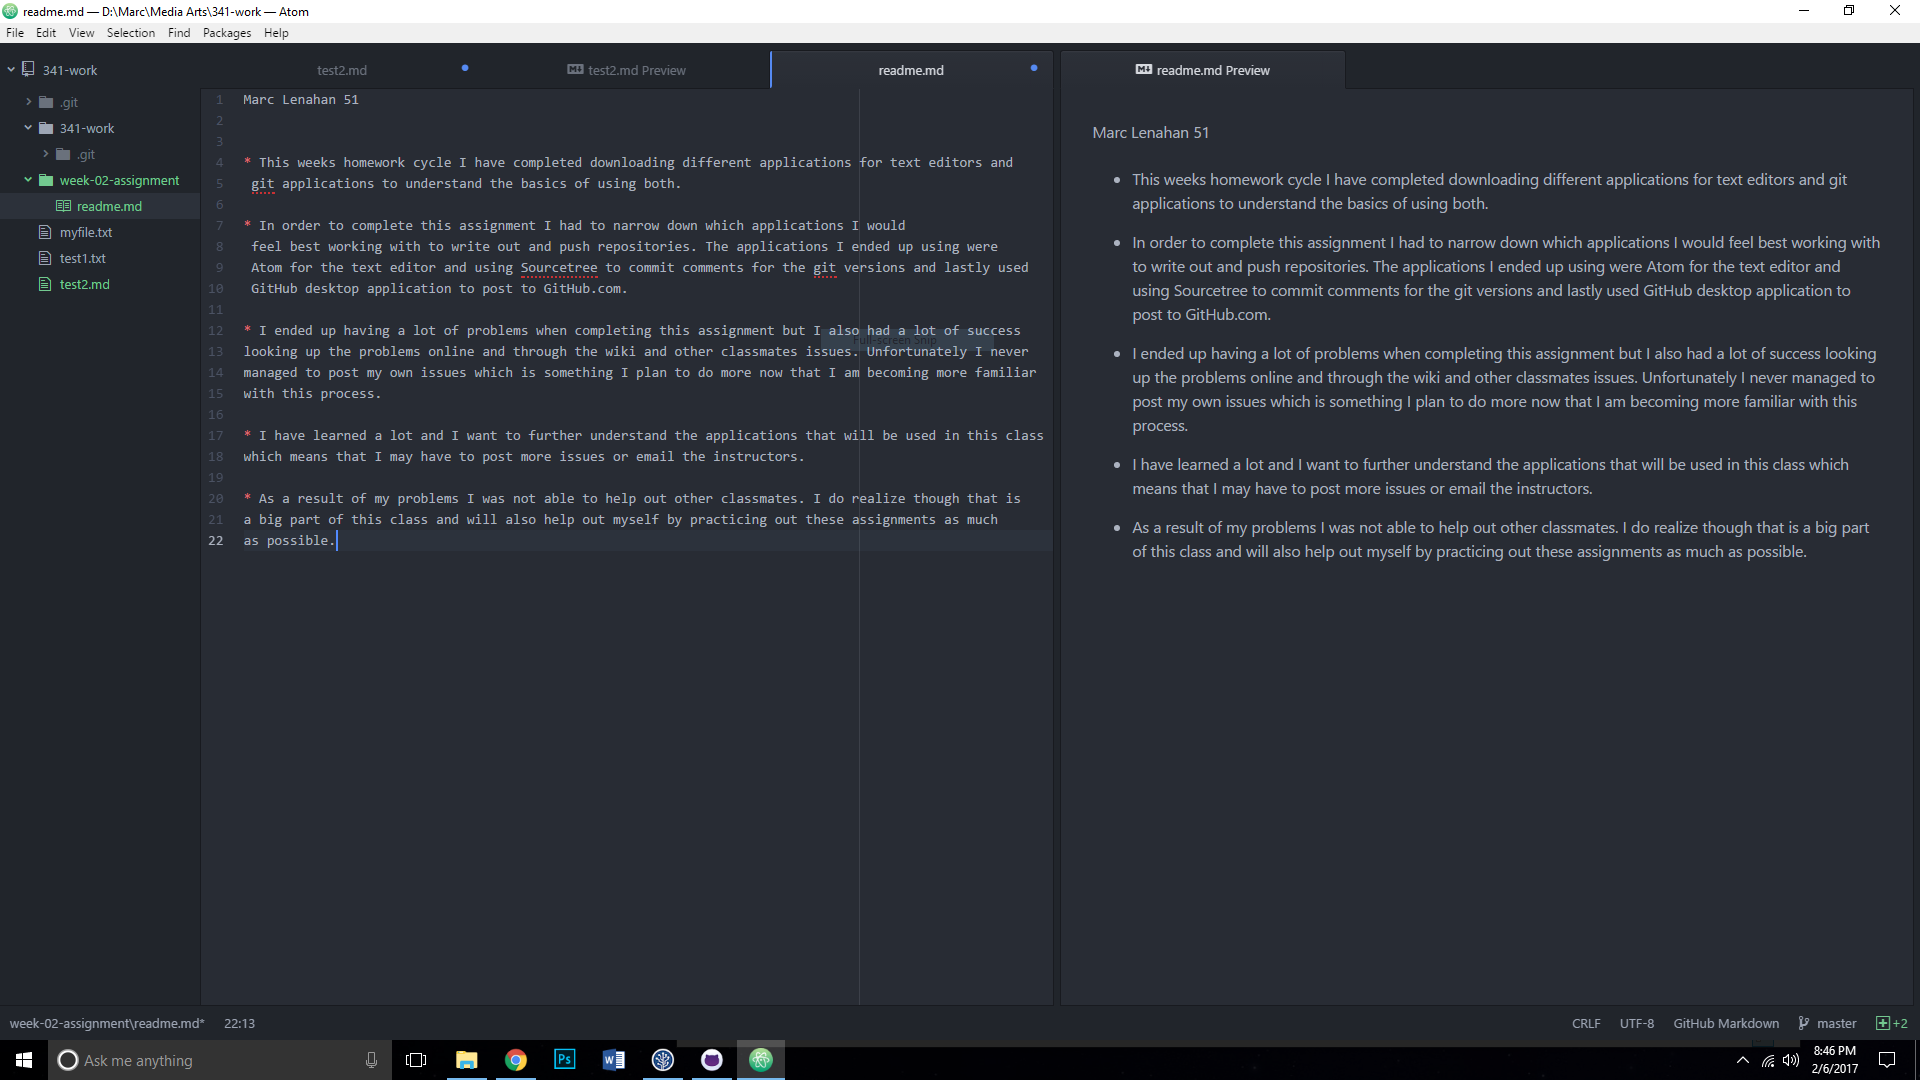 readme.md — D:\Marc\Media Arts\341-work — Atom
File Edit View Selection Find Packages Help
341-work
.git
341-work
.git
week-02-assignment
readme.md
myfile.txt
test1.txt
test2.md
test2.md
test2.md Preview
readme.md
readme.md Preview
1 Marc Lenahan 51
2
3
4 * This weeks homework cycle I have completed downloading different applications for text editors and
5 git applications to understand the basics of using both.
6
7 * In order to complete this assignment I had to narrow down which applications I would
8 feel best working with to write out and push repositories. The applications I ended up using were
9 Atom for the text editor and using Sourcetree to commit comments for the git versions and lastly used
10 GitHub desktop application to post to GitHub.com.
11
12 * I ended up having a lot of problems when completing this assignment but I also had a lot of success
Full-screen Snip
13 looking up the problems online and through the wiki and other classmates issues. Unfortunately I never
14 managed to post my own issues which is something I plan to do more now that I am becoming more familiar
15 with this process.
16
17 * I have learned a lot and I want to further understand the applications that will be used in this class
18 which means that I may have to post more issues or email the instructors.
19
20 * As a result of my problems I was not able to help out other classmates. I do realize though that is
21 a big part of this class and will also help out myself by practicing out these assignments as much
22 as possible.
Marc Lenahan 51
• This weeks homework cycle I have completed downloading different applications for text editors and git
applications to understand the basics of using both.
• In order to complete this assignment I had to narrow down which applications I would feel best working with
to write out and push repositories. The applications I ended up using were Atom for the text editor and
using Sourcetree to commit comments for the git versions and lastly used GitHub desktop application to
post to GitHub.com.
• I ended up having a lot of problems when completing this assignment but I also had a lot of success looking
up the problems online and through the wiki and other classmates issues. Unfortunately I never managed to
post my own issues which is something I plan to do more now that I am becoming more familiar with this
process.
• I have learned a lot and I want to further understand the applications that will be used in this class which
means that I may have to post more issues or email the instructors.
• As a result of my problems I was not able to help out other classmates. I do realize though that is a big part
of this class and will also help out myself by practicing out these assignments as much as possible.
week-02-assignment\readme.md* 22:13
CRLF UTF-8 GitHub Markdown master +2
Ask me anything
Ps
8:46 PM
2/6/2017